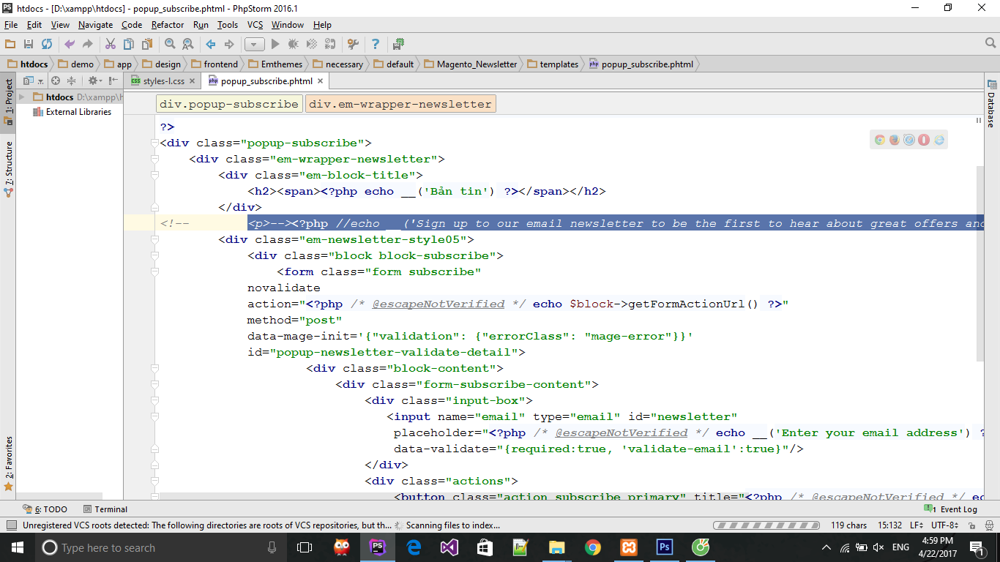 htdocs - [D:\xampp\htdocs] - popup_subscribe.phtml - PhpStorm 2016.1
File Edit View Navigate Code Refactor Run Tools VCS Window Help
htdocs demo app design frontend Emthemes necessary default Magento_Newsletter templates popup_subscribe.phtml
1: Project
7: Structure
2: Favorites
htdocs D:\xampp\h
External Libraries
styles-l.css popup_subscribe.phtml
Database
div.popup-subscribe div.em-wrapper-newsletter
?>
<div class="popup-subscribe">
<div class="em-wrapper-newsletter">
<div class="em-block-title">
<h2><span><?php echo __('Bản tin') ?></span></h2>
</div>
<!-- <p>--><?php //echo __('Sign up to our email newsletter to be the first to hear about great offers and
<div class="em-newsletter-style05">
<div class="block block-subscribe">
<form class="form subscribe"
novalidate
action="<?php /* @escapeNotVerified */ echo $block->getFormActionUrl() ?>"
method="post"
data-mage-init='{"validation": {"errorClass": "mage-error"}}'
id="popup-newsletter-validate-detail">
<div class="block-content">
<div class="form-subscribe-content">
<div class="input-box">
<input name="email" type="email" id="newsletter"
placeholder="<?php /* @escapeNotVerified */ echo __('Enter your email address') ?
data-validate="{required:true, 'validate-email':true}"/>
</div>
<div class="actions">
<button class="action subscribe primary" title="<?php /* @escapeNotVerified */ ec
6: TODO Terminal 1 Event Log
Unregistered VCS roots detected: The following directories are roots of VCS repositories, but th... Scanning files to index... 119 chars 15:132 LF÷ UTF-8÷
Type here to search
ENG
4:59 PM
4/22/2017
1